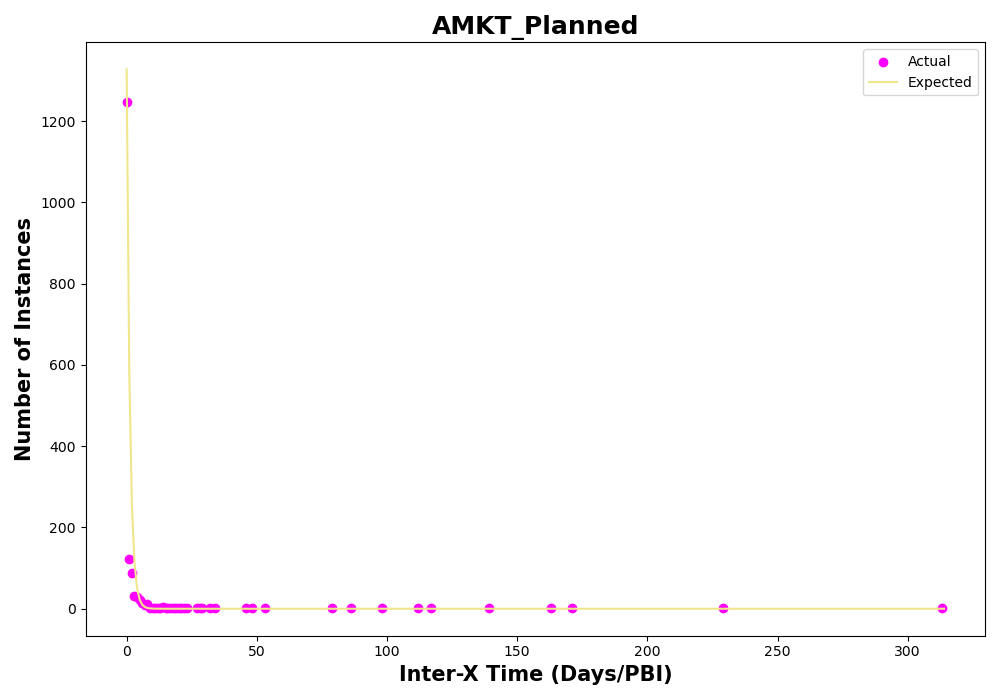 AMKT_Planned
Actual
Expected
Number of Instances
1200
1000
800
600
400
200
0
0 50 100 150 200 250 300
Inter-X Time (Days/PBI)